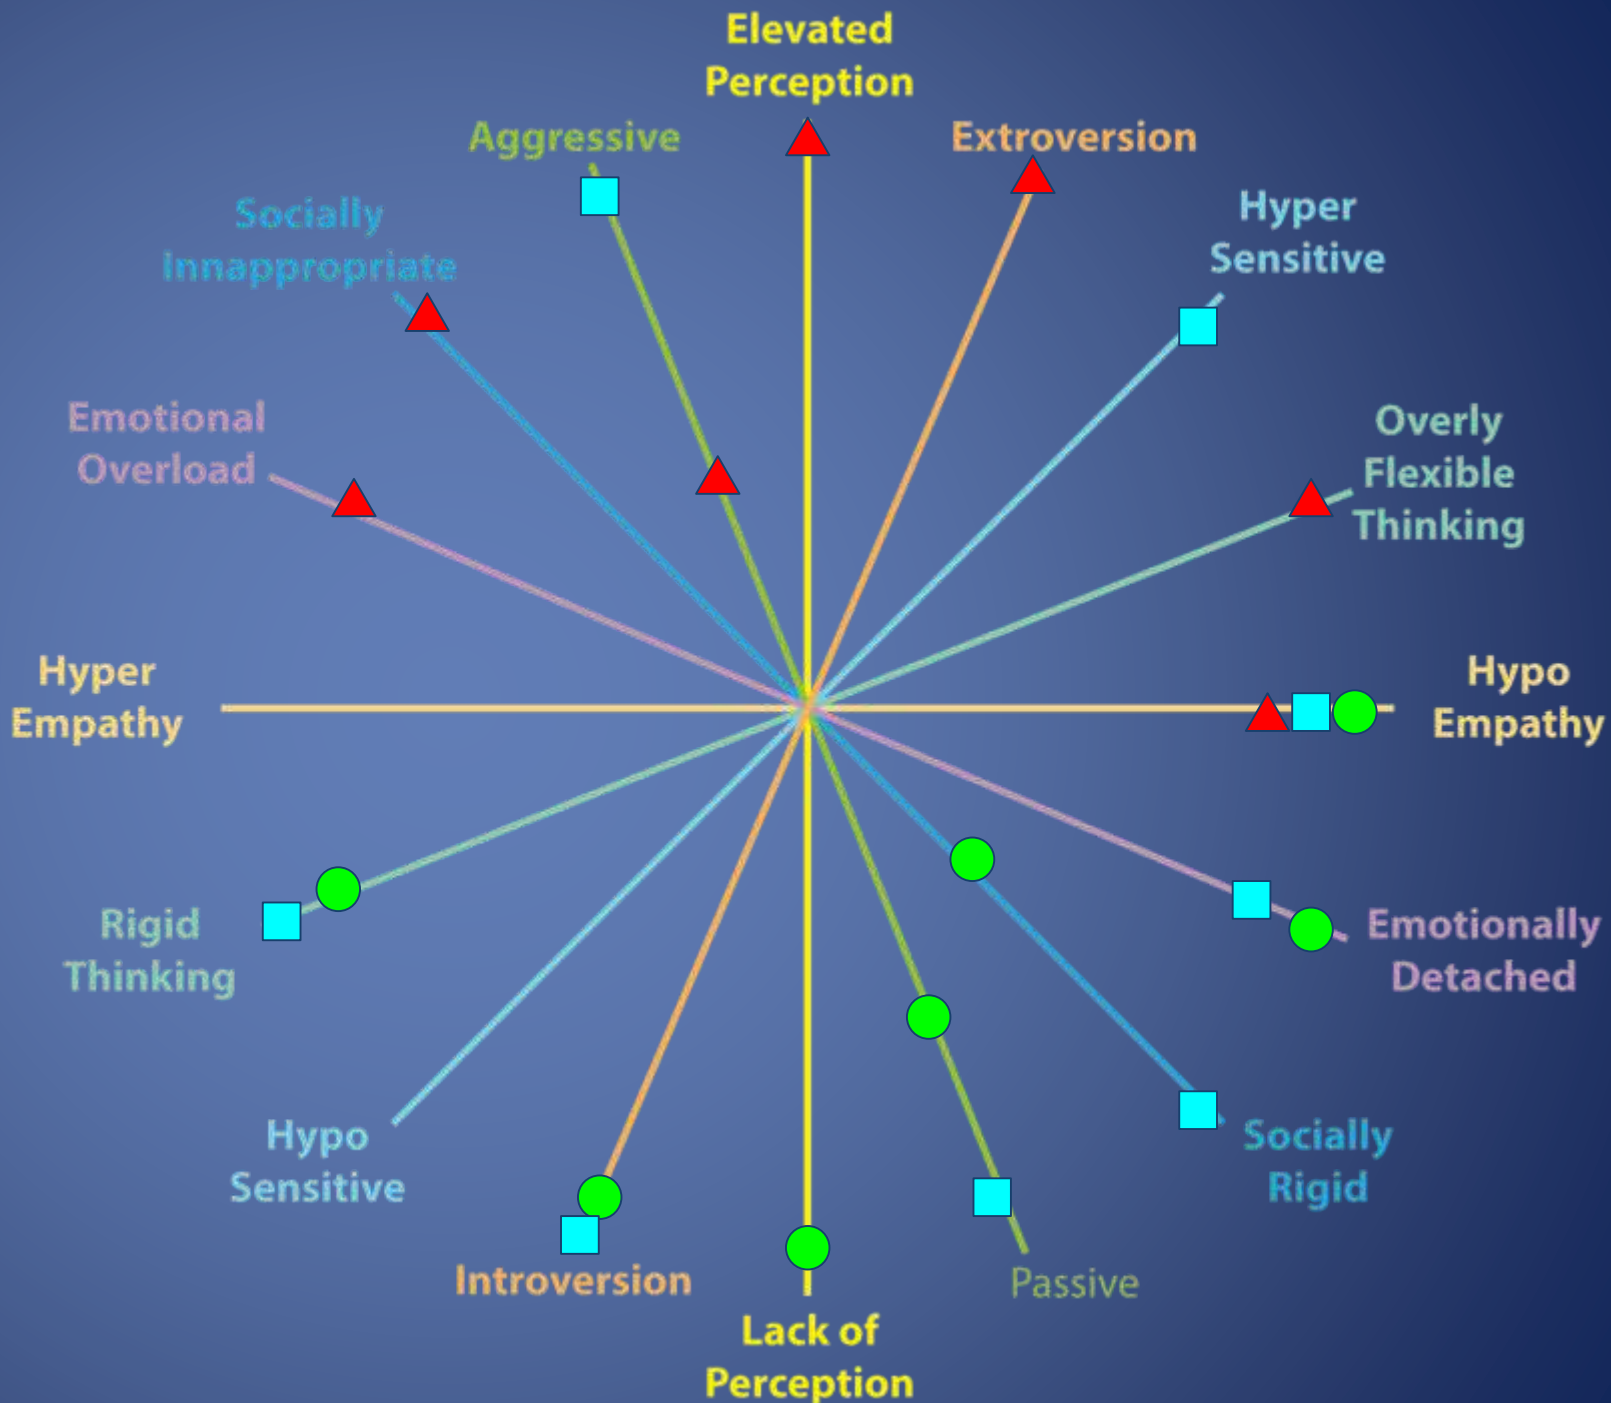 Elevated
Perception
Aggressive
Extroversion
Socially
Innappropriate
Hyper
Sensitive
Emotional
Overload
Overly
Flexible
Thinking
Hyper
Empathy
Hypo
Empathy
Rigid
Thinking
Emotionally
Detached
Hypo
Sensitive
Socially
Rigid
Introversion
Passive
Lack of
Perception